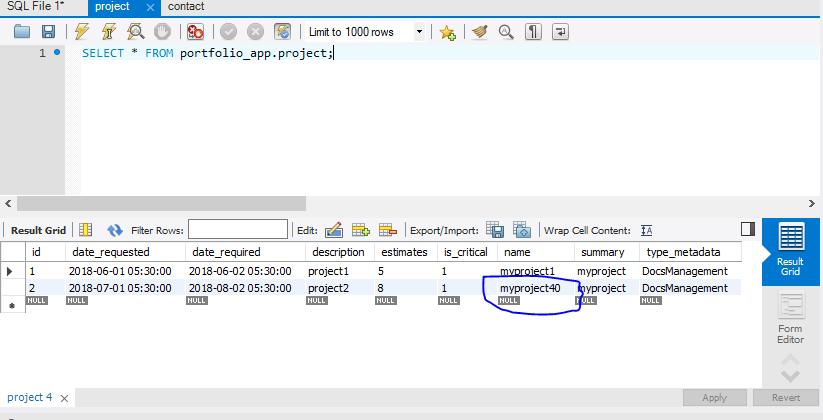 SQL File 1* project contact
Limit to 1000 rows
1 SELECT * FROM portfolio_app.project;
Result Grid Filter Rows: Edit: Export/Import: Wrap Cell Content:
id date_requested date_required description estimates is_critical name summary type_metadata
1 2018-06-01 05:30:00 2018-06-02 05:30:00 project1 5 1 myproject1 myproject DocsManagement
2 2018-07-01 05:30:00 2018-08-02 05:30:00 project2 8 1 myproject40 myproject DocsManagement
NULL NULL NULL NULL NULL NULL NULL NULL NULL
Result
Grid
Form
Editor
project 4 Apply Revert